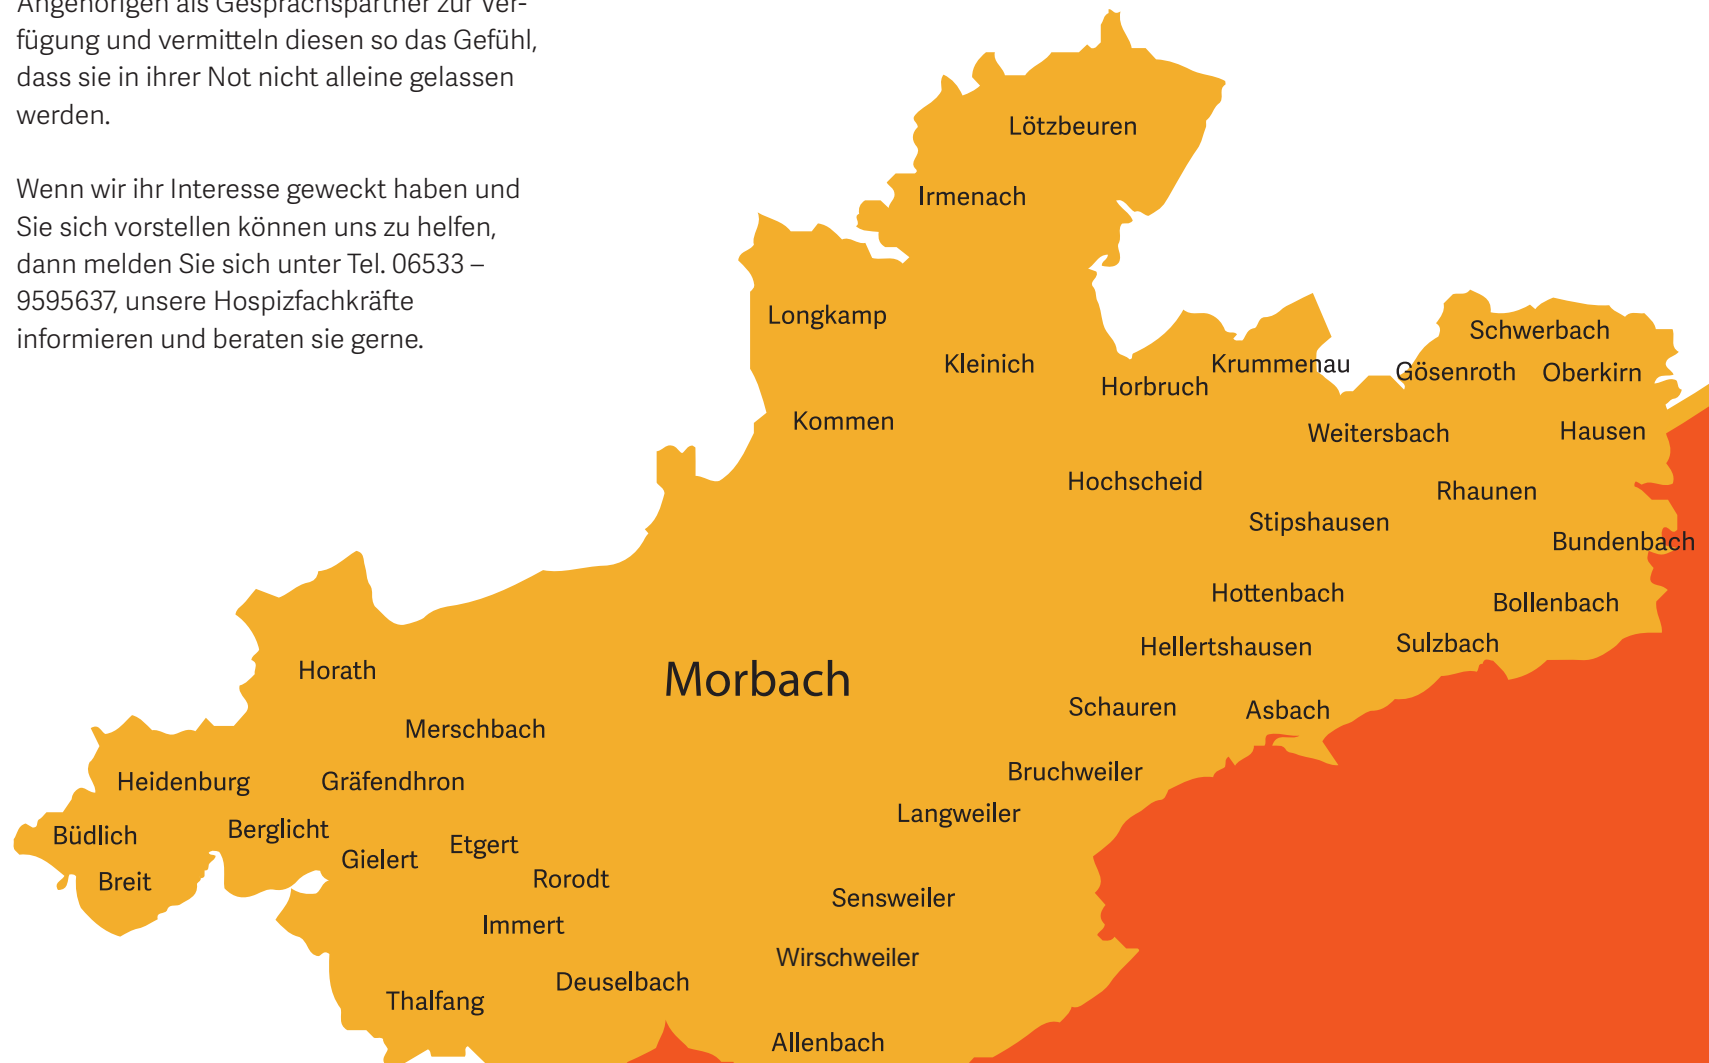 Angehörigen als Gesprächspartner zur Ver-
fügung und vermitteln diesen so das Gefühl,
dass sie in ihrer Not nicht alleine gelassen
werden.
Wenn wir ihr Interesse geweckt haben und
Sie sich vorstellen können uns zu helfen,
dann melden Sie sich unter Tel. 06533 –
9595637, unsere Hospizfachkräfte
informieren und beraten sie gerne.
Lötzbeuren
Irmenach
Longkamp
Schwerbach
Kleinich
Krummenau
Gösenroth
Oberkirn
Horbruch
Kommen
Weitersbach
Hausen
Hochscheid
Rhaunen
Stipshausen
Bundenbach
Hottenbach
Bollenbach
Hellertshausen
Sulzbach
Horath
Morbach
Schauren
Asbach
Merschbach
Bruchweiler
Heidenburg
Gräfendhron
Langweiler
Büdlich
Berglicht
Etgert
Gielert
Breit
Rorodt
Sensweiler
Immert
Wirschweiler
Deuselbach
Thalfang
Allenbach